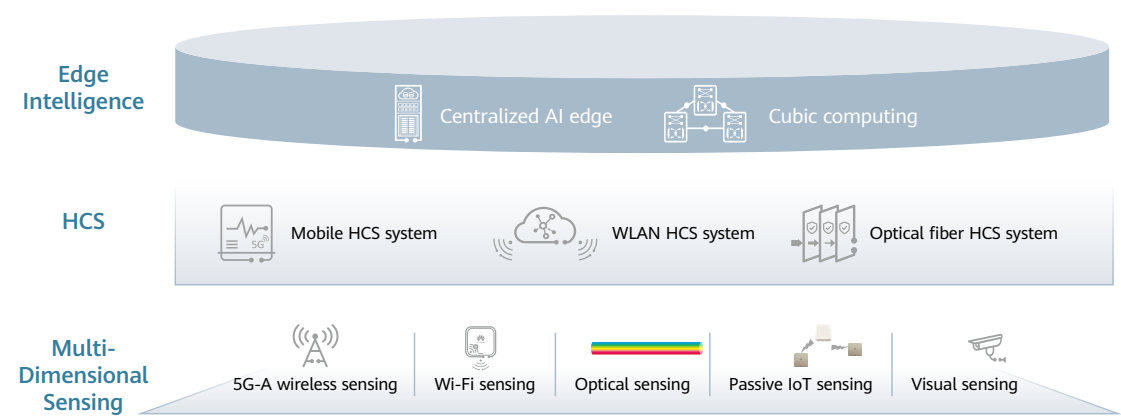 Edge
Intelligence
Centralized AI edge
Cubic computing
HCS
5G
Mobile HCS system
WLAN HCS system
Optical fiber HCS system
Multi-
Dimensional
Sensing
5G-A wireless sensing
Wi-Fi sensing
Optical sensing
Passive IoT sensing
Visual sensing